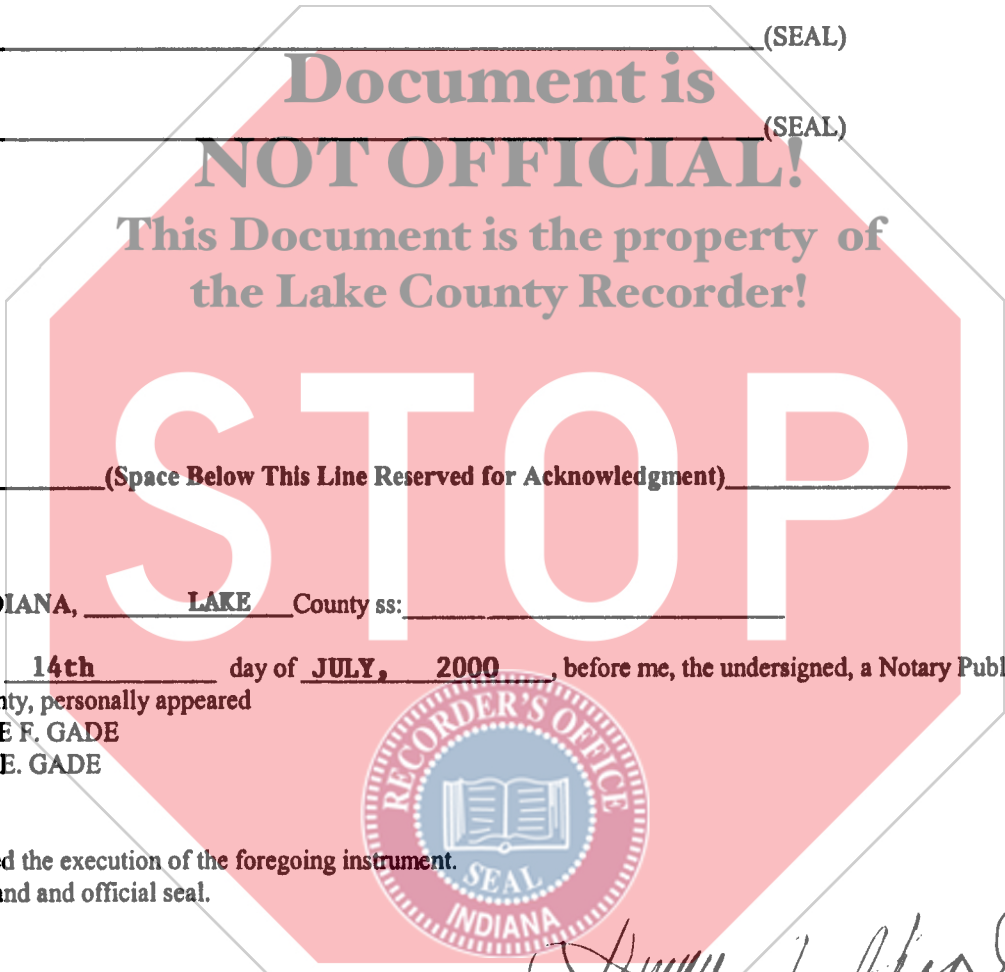 (SEAL)
Document is
(SEAL)
NOT OFFICIAL!
This Document is the property of
the Lake County Recorder!
STOP
(Space Below This Line Reserved for Acknowledgment)
DIANA, LAKE County ss:
14th day of JULY, 2000, before me, the undersigned, a Notary Publ
nty, personally appeared
E F. GADE
E. GADE
RECORDER'S OFFICE
SEAL
INDIANA
d the execution of the foregoing instrument.
and and official seal.